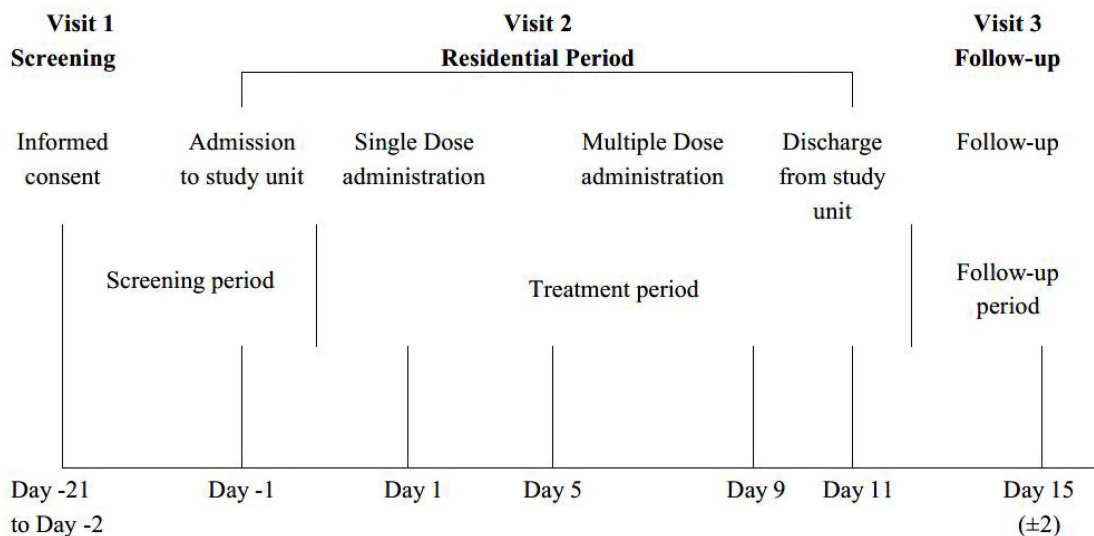 Visit 1
Screening
Visit 2
Residential Period
Visit 3
Follow-up
Informed
consent
Admission
to study unit
Single Dose
administration
Multiple Dose
administration
Discharge
from study
unit
Follow-up
Screening period
Treatment period
Follow-up
period
Day -21
to Day -2
Day -1
Day 1
Day 5
Day 9
Day 11
Day 15
(±2)